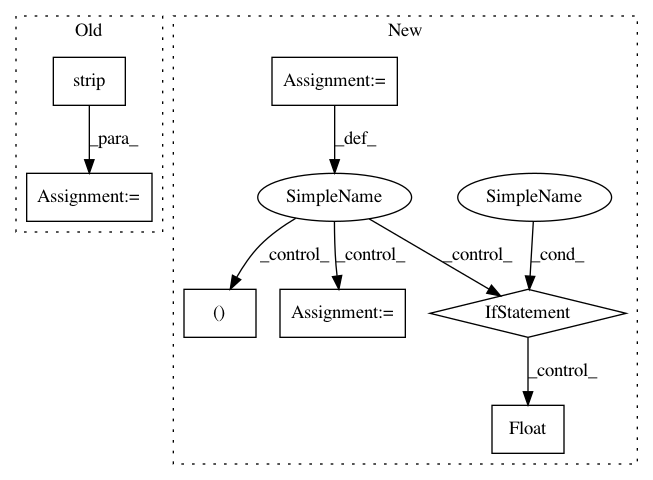 Old
New
strip
Assignment:=
_para_
_def_
Assignment:=
SimpleName
SimpleName
_control_
_control_
_control_
_cond_
()
Assignment:=
IfStatement
_control_
Float